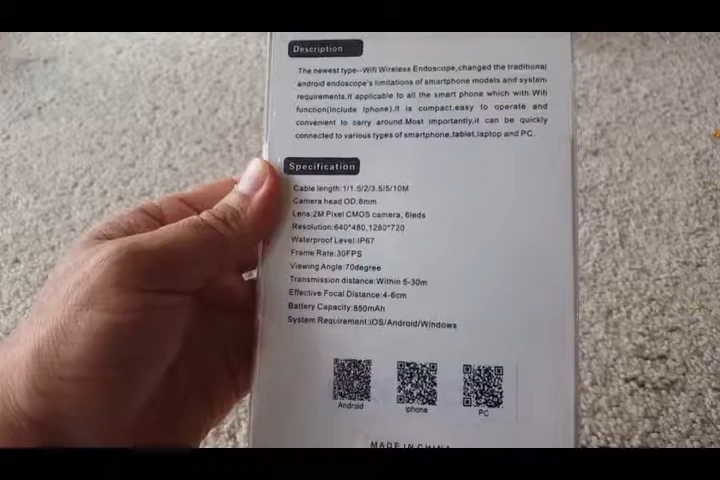 Description
The newest type--Wifi Wireless Endoscope,changed the traditional
android endoscope's limitations of smartphone models and system
requirements.It applicable to all the smart phone which with Wifi
function(include Iphone).it is compact,easy to operate and
convenient to carry around.Most importantly,it can be quickly
connected to various types of smartphone,tablet,laptop and PC.
Specification
Cable length:1/1.5/2/3.5/5/10M
Camera head OD:8mm
Lens:2M Pixel CMOS camera, 6leds
Resolution:640*480,1280*720
Waterproof Level:IP67
Frame Rate:30FPS
Viewing Angle:70degree
Transmission distance:Within 5-30m
Effective Focal Distance:4-6cm
Battery Capacity:850mAh
System Requirement:iOS/Android/Windows
Android Iphone PC
MADE IN CHINA